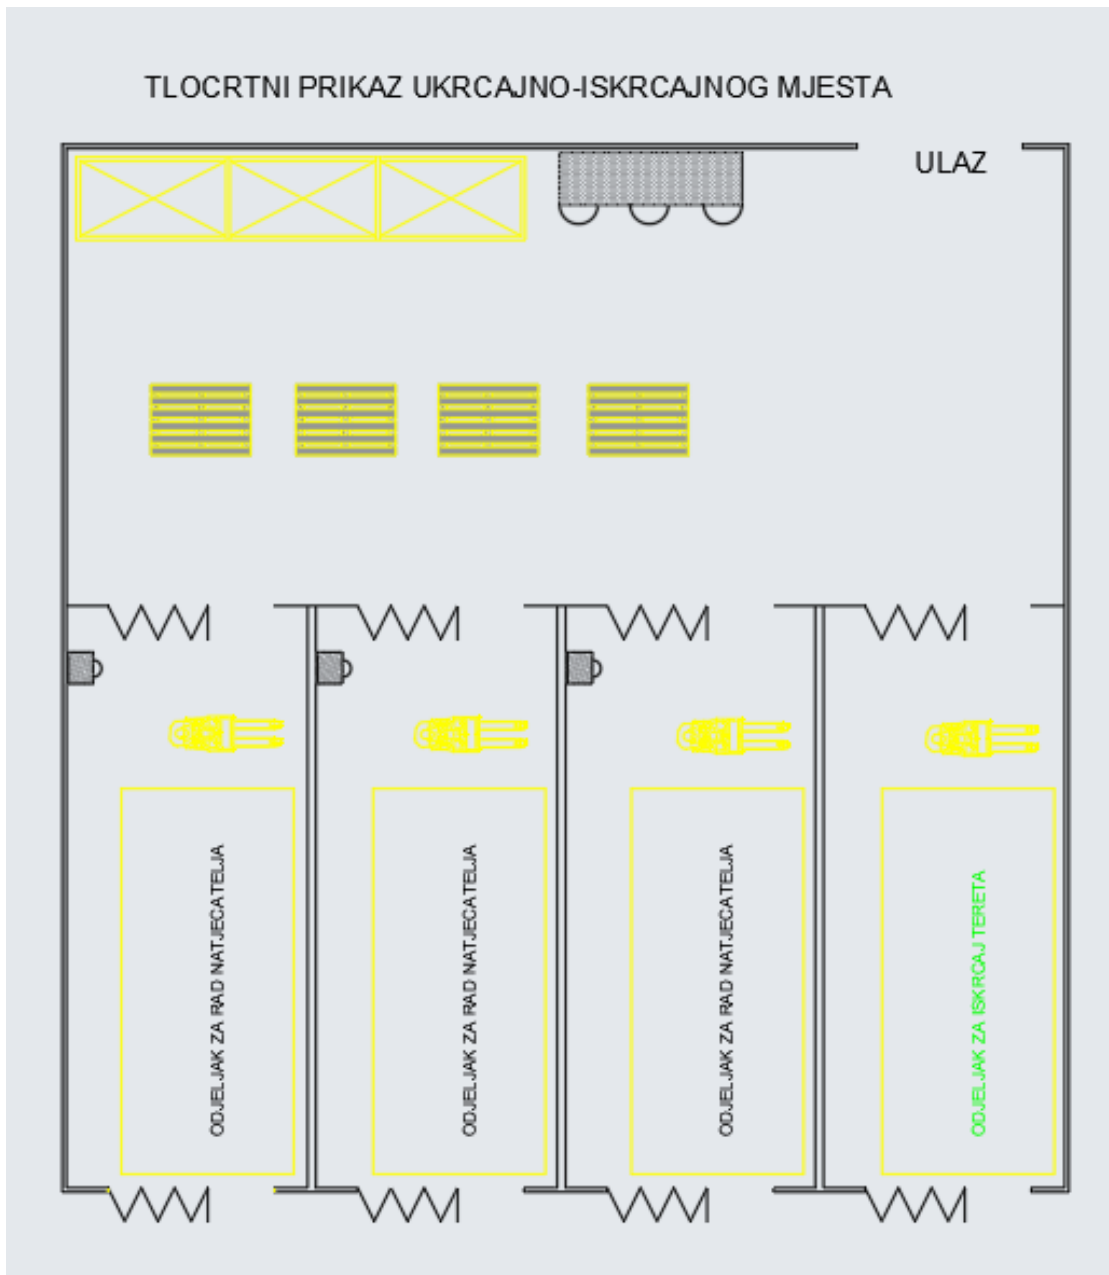 TLOCRTNI PRIKAZ UKRCAJNO-ISKRCAJNOG MJESTA
ULAZ
ODJELJAK ZA RAD NATJECATELJA
ODJELJAK ZA RAD NATJECATELJA
ODJELJAK ZA RAD NATJECATELJA
ODJELJAK ZA ISKRCAJ TERETA